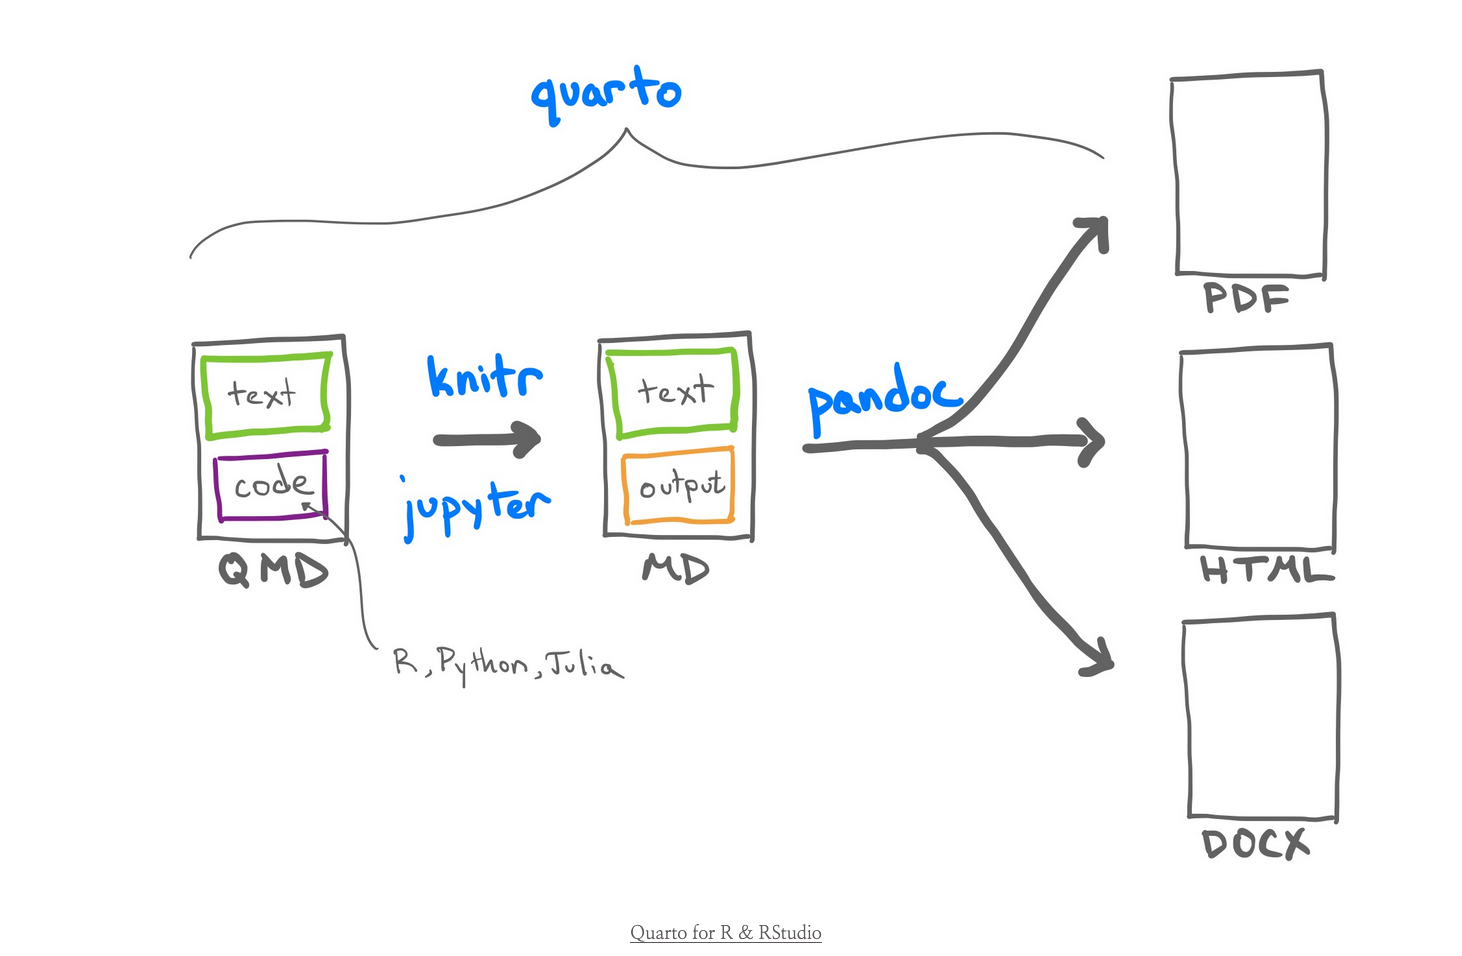 quarto
PDF
text
code
QMD
knitr
jupyter
text
output
MD
pandoc
HTML
R, Python, Julia
DOCX
Quarto for R & RStudio